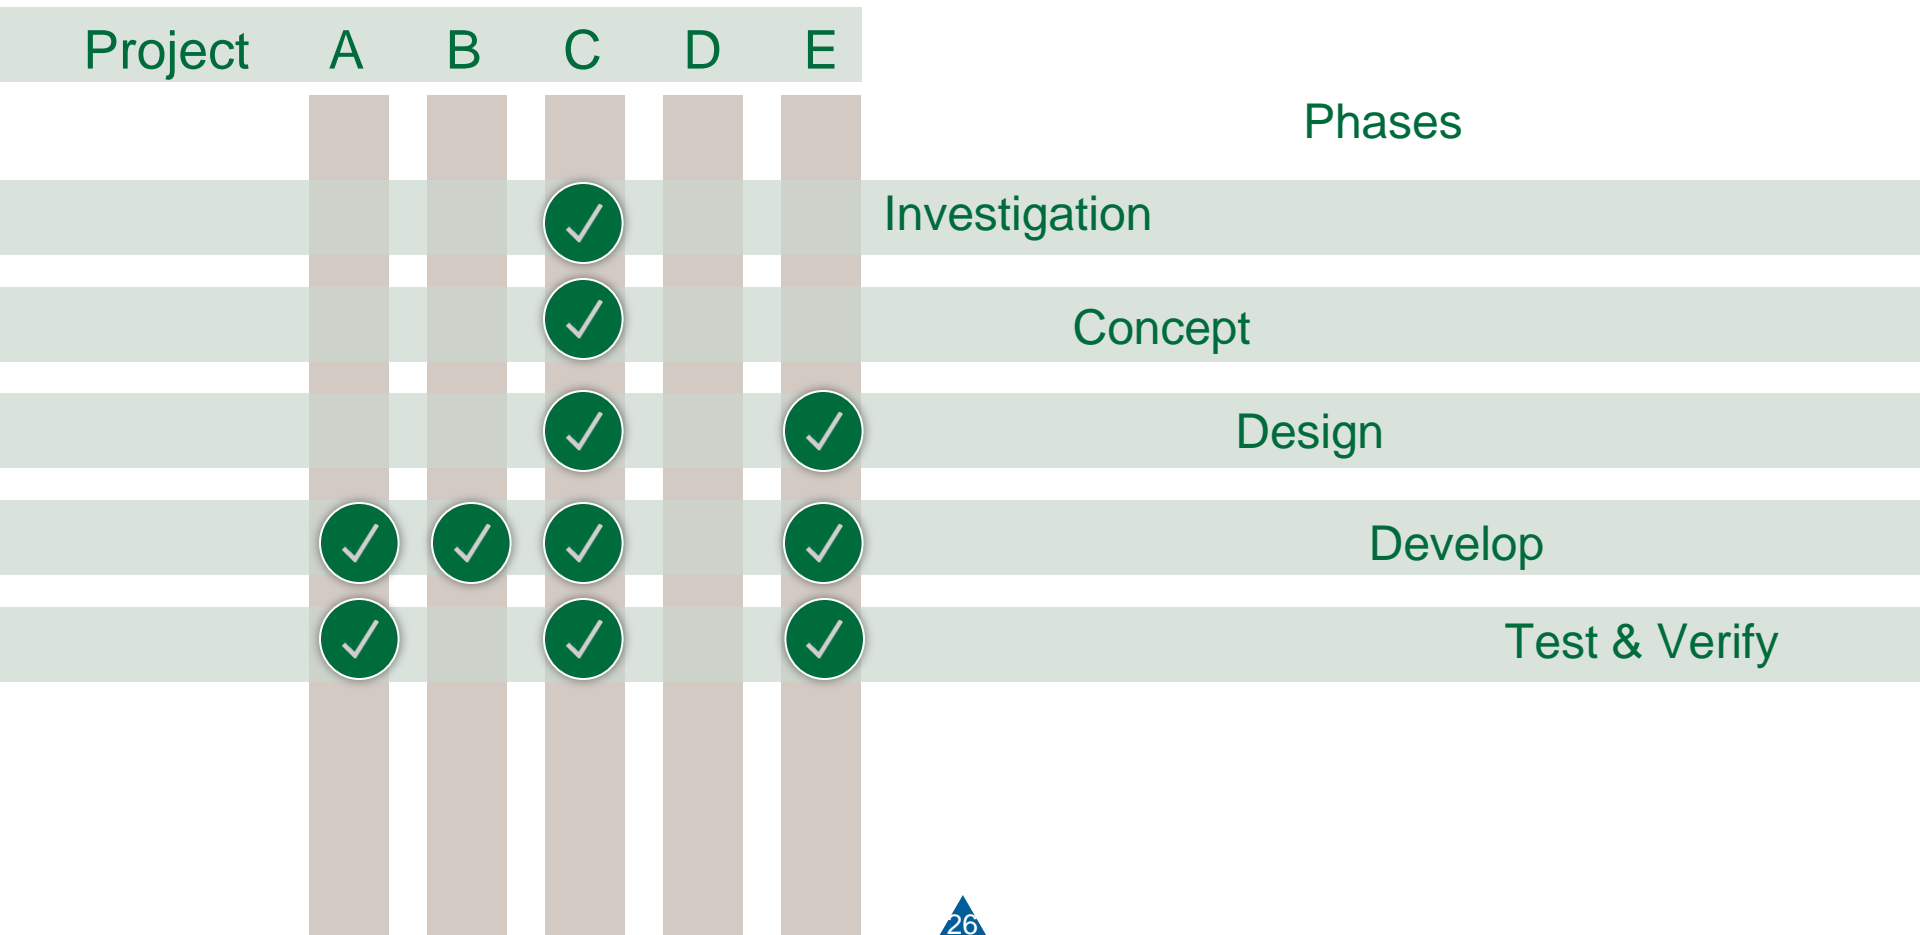 Project A B C D E
Phases
Investigation
Concept
Design
Develop
Test & Verify
26